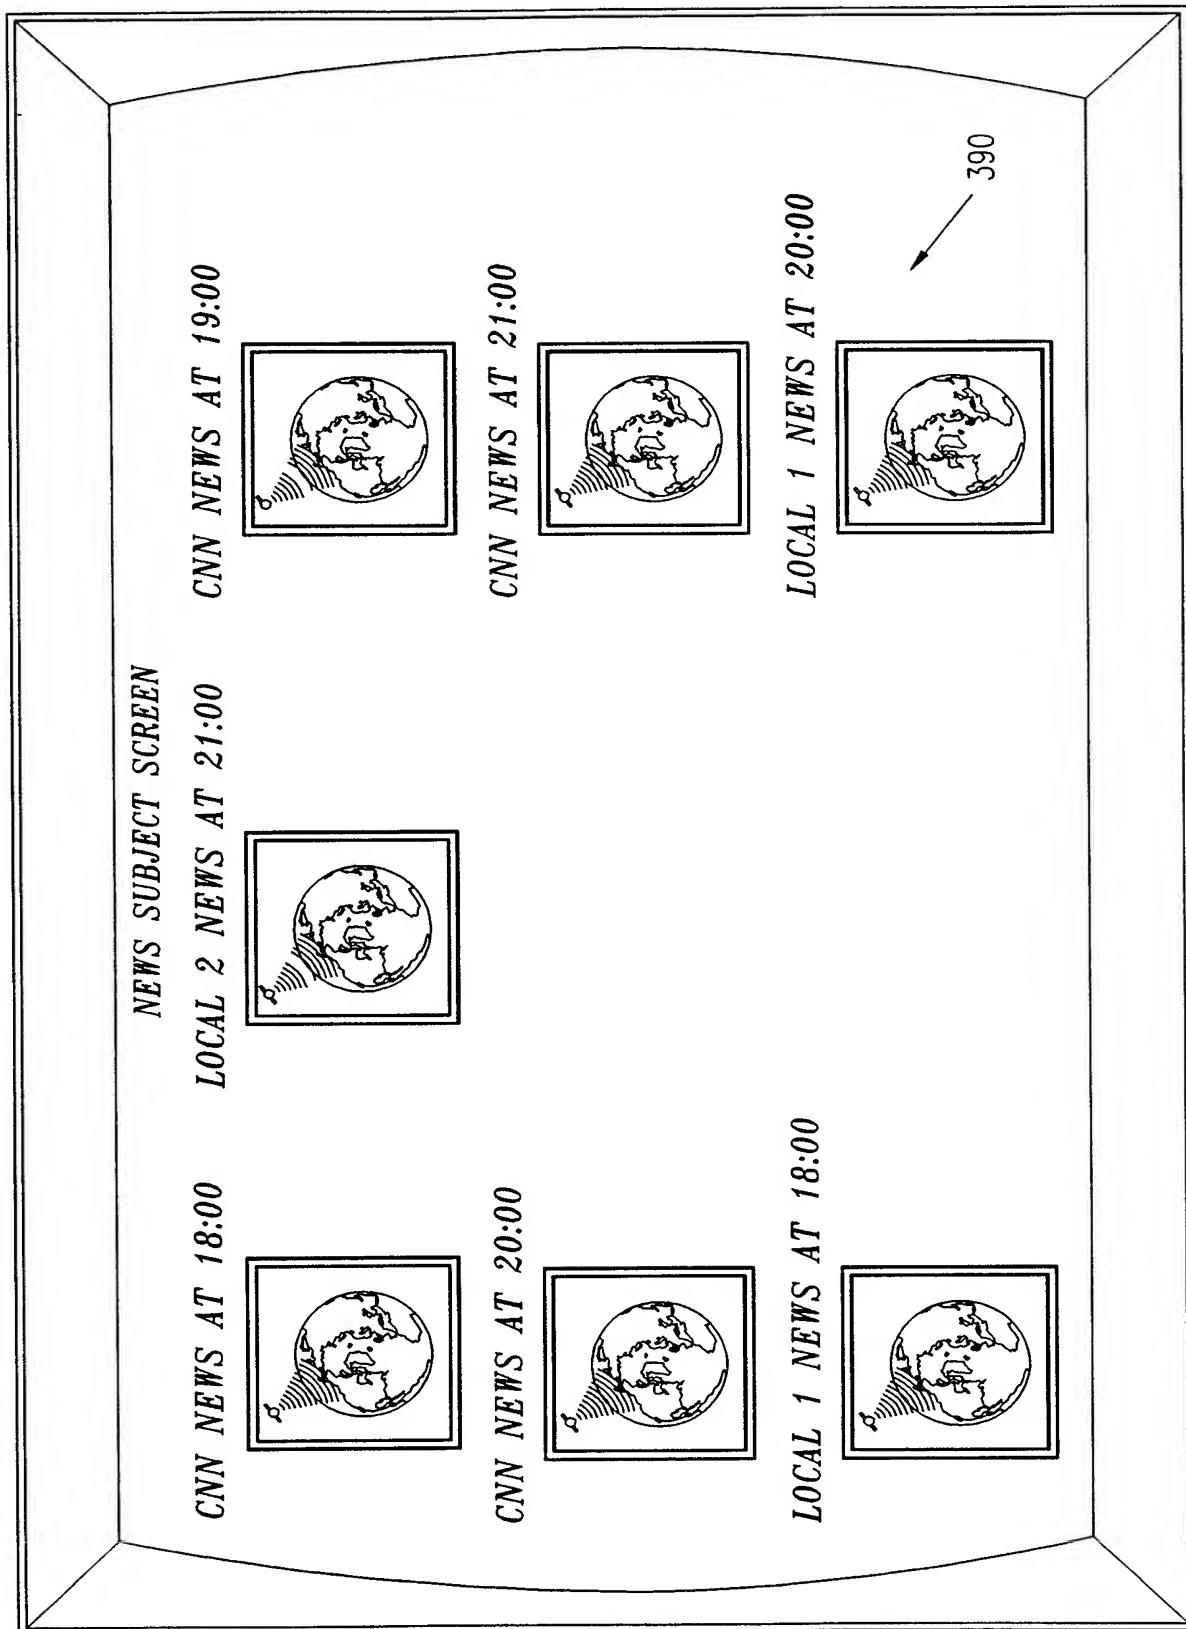 NEWS SUBJECT SCREEN
CNN NEWS AT 18:00
LOCAL 2 NEWS AT 21:00
CNN NEWS AT 19:00
CNN NEWS AT 20:00
CNN NEWS AT 21:00
LOCAL 1 NEWS AT 18:00
LOCAL 1 NEWS AT 20:00
390